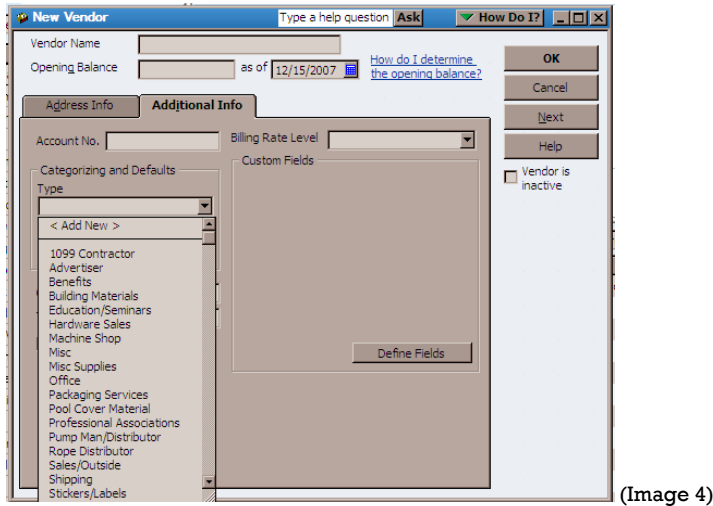 New Vendor
Type a help question Ask
How Do I?
Vendor Name
Opening Balance as of 12/15/2007
How do I determine
the opening balance?
OK
Cancel
Next
Help
Vendor is
inactive
Address Info
Additional Info
Account No.
Billing Rate Level
Categorizing and Defaults
Custom Fields
Type
< Add New >
1099 Contractor
Advertiser
Benefits
Building Materials
Education/Seminars
Hardware Sales
Machine Shop
Misc
Misc Supplies
Office
Packaging Services
Pool Cover Material
Professional Associations
Pump Man/Distributor
Rope Distributor
Sales/Outside
Shipping
Stickers/Labels
Define Fields
(Image 4)